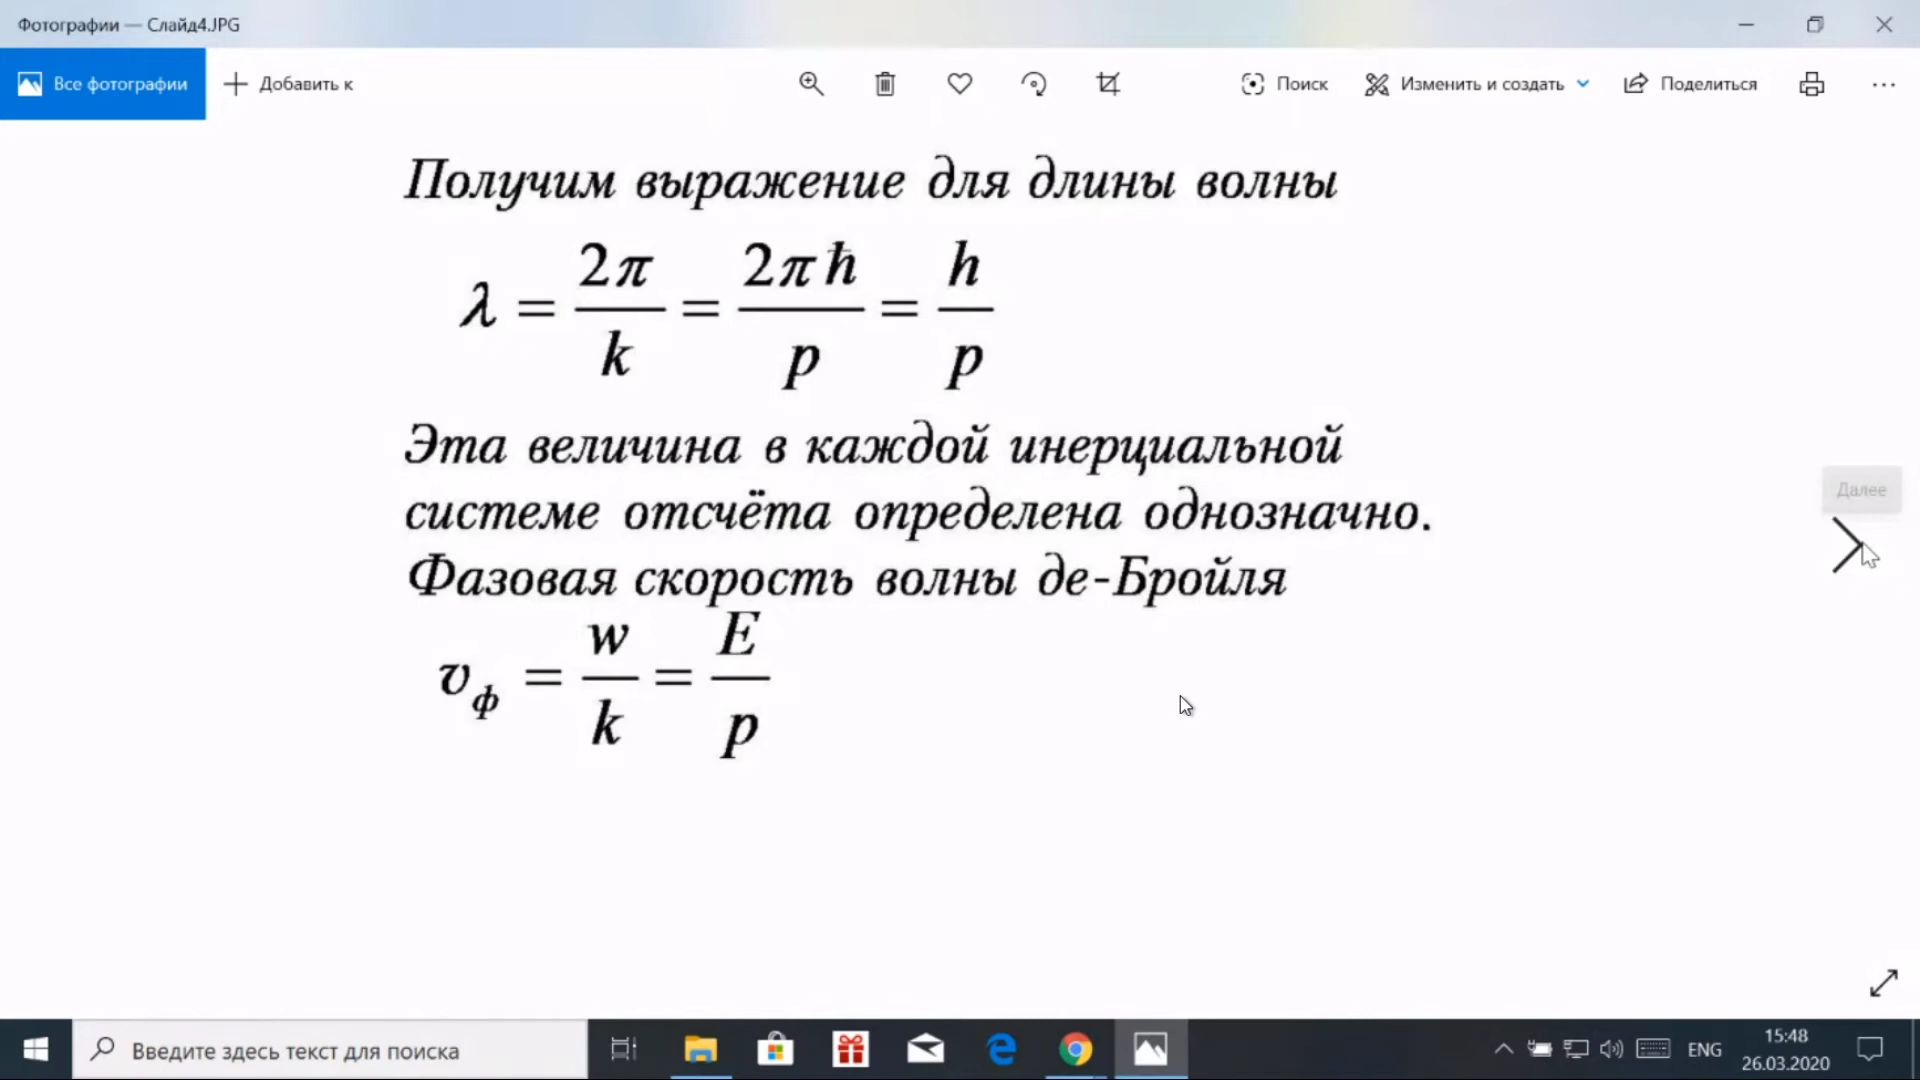 Фотографии — Слайд4.JPG
Все фотографии
Добавить к
Поиск
Изменить и создать
Поделиться
Получим выражение для длины волны
λ = 2π/k = 2πħ/p = h/p
Эта величина в каждой инерциальной
системе отсчёта определена однозначно.
Далее
Фазовая скорость волны де-Бройля
v_ф = w/k = E/p
Введите здесь текст для поиска
ENG
15:48
26.03.2020